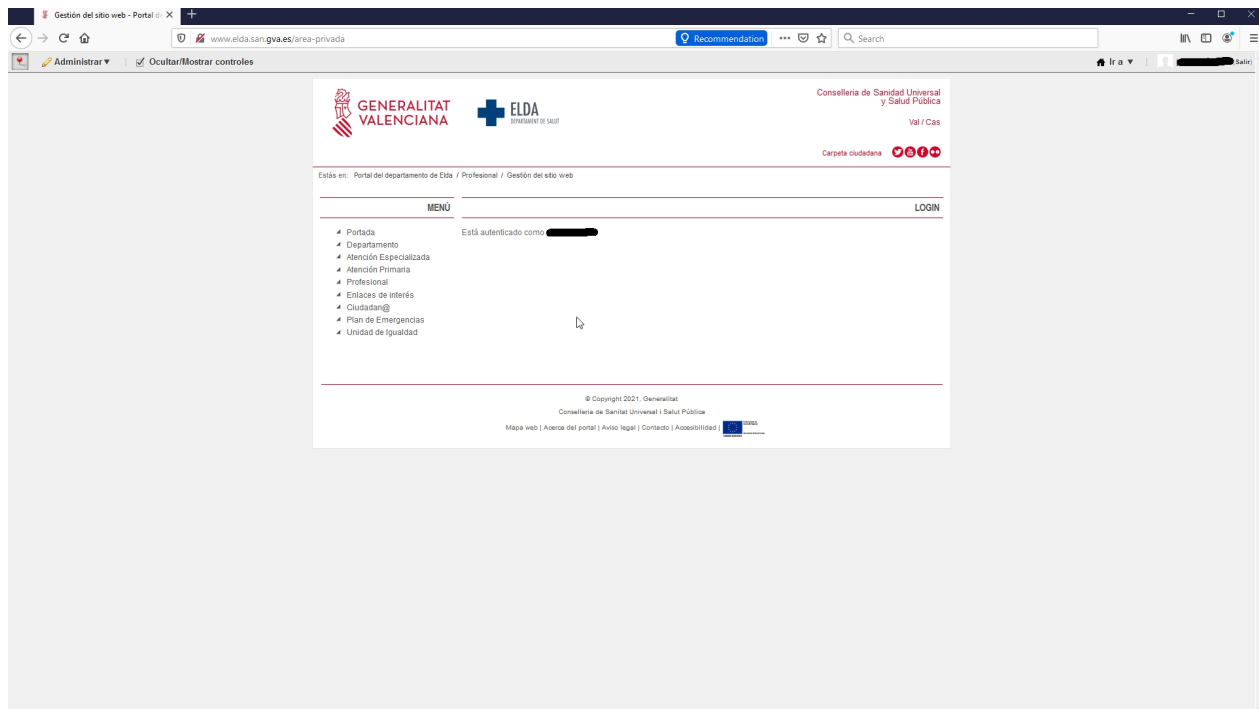 Gestión del sitio web - Portal d
www.elda.san.gva.es/area-privada
Recommendation
Search
Administrar
Ocultar/Mostrar controles
Ir a
Salir)
GENERALITAT
VALENCIANA
ELDA
DEPARTAMENT DE SALUT
Conselleria de Sanidad Universal
y Salud Pública
Val / Cas
Carpeta ciudadana
Estás en: Portal del departamento de Elda / Profesional / Gestión del sitio web
MENÚ
LOGIN
Portada
Departamento
Atención Especializada
Atención Primaria
Profesional
Enlaces de interés
Ciudadan@
Plan de Emergencias
Unidad de Igualdad
Está autenticado como
© Copyright 2021, Generalitat
Conselleria de Sanitat Universal i Salut Pública
Mapa web | Acerca del portal | Aviso legal | Contacto | Accesibilidad |